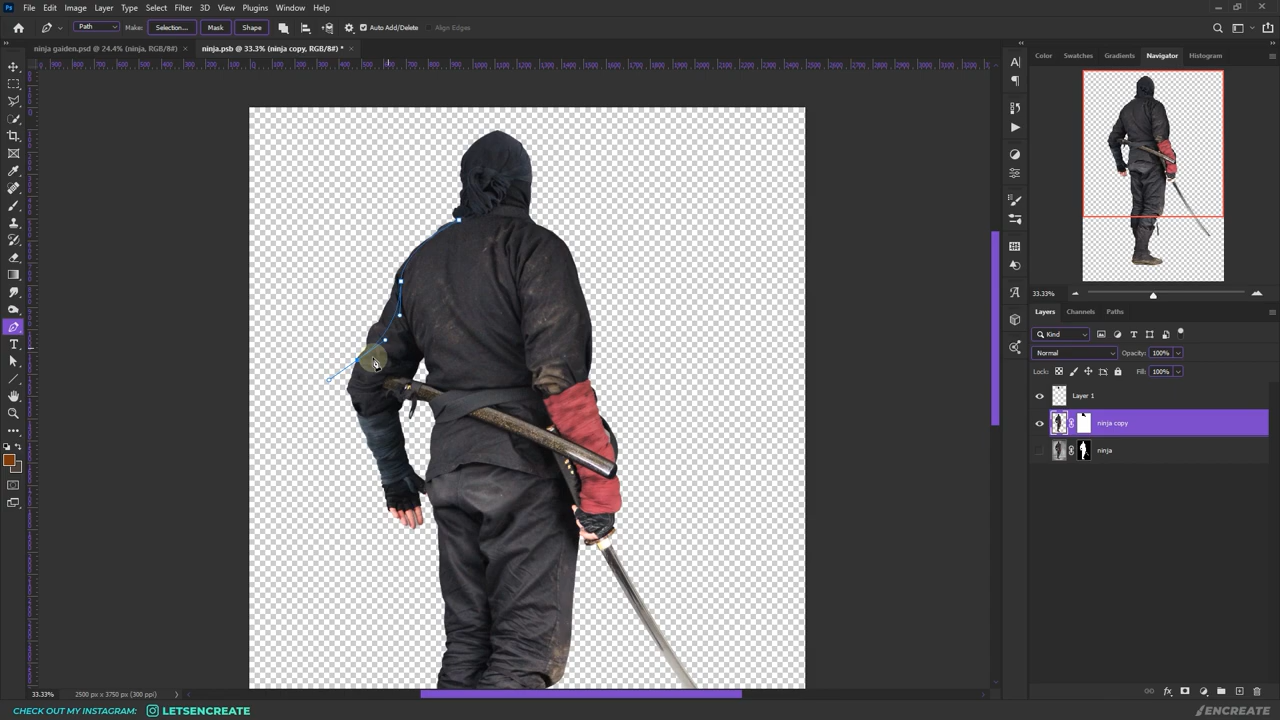 Ps File Edit Image Layer Type Select Filter 3D View Plugins Window Help
Path Make: Selection... Mask Shape Auto Add/Delete Align Edges
ninja gaiden.psd @ 24.4% (ninja, RGB/8#) × ninja.psb @ 33.3% (ninja copy, RGB/8#) * ×
Color Swatches Gradients Navigator Histogram
33.33%
Layers Channels Paths
Kind
Normal Opacity: 100%
Lock: Fill: 100%
Layer 1
ninja copy
ninja
33.33% 2500 px x 3750 px (300 ppi)
CHECK OUT MY INSTAGRAM: LETSENCREATE
ENCREATE